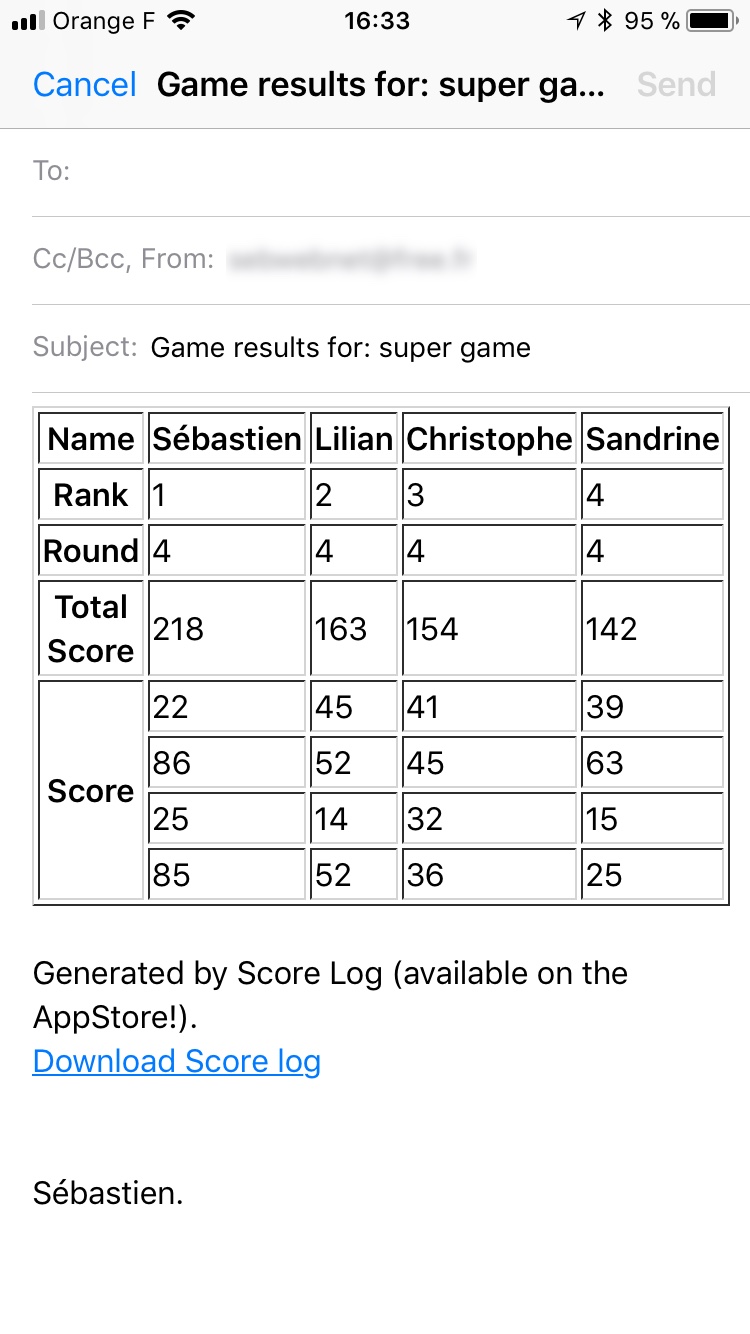 Orange F 16:33 95 %
Cancel Game results for: super ga... Send
To:
Cc/Bcc, From:
Subject: Game results for: super game
Name Sébastien Lilian Christophe Sandrine
Rank 1 2 3 4
Round 4 4 4 4
Total Score 218 163 154 142
Score 22 45 41 39
86 52 45 63
25 14 32 15
85 52 36 25
Generated by Score Log (available on the
AppStore!).
Download Score log
Sébastien.